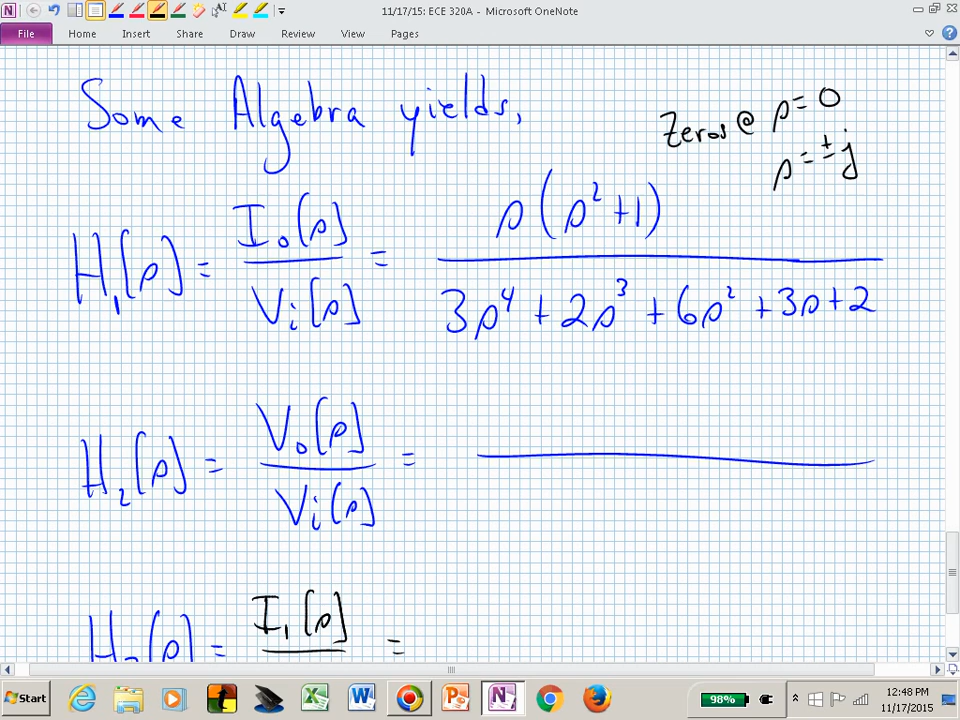 11/17/15: ECE 320A - Microsoft OneNote
File Home Insert Share Draw Review View Pages
Some Algebra yields,
Zeros @ s = 0
s = ± j
H₁(s) = I₀(s) / Vᵢ(s) = s(s² + 1) / 3s⁴ + 2s³ + 6s² + 3s + 2
H₂(s) = V₀(s) / Vᵢ(s) =
I₁(s)
Start
98%
12:48 PM
11/17/2015